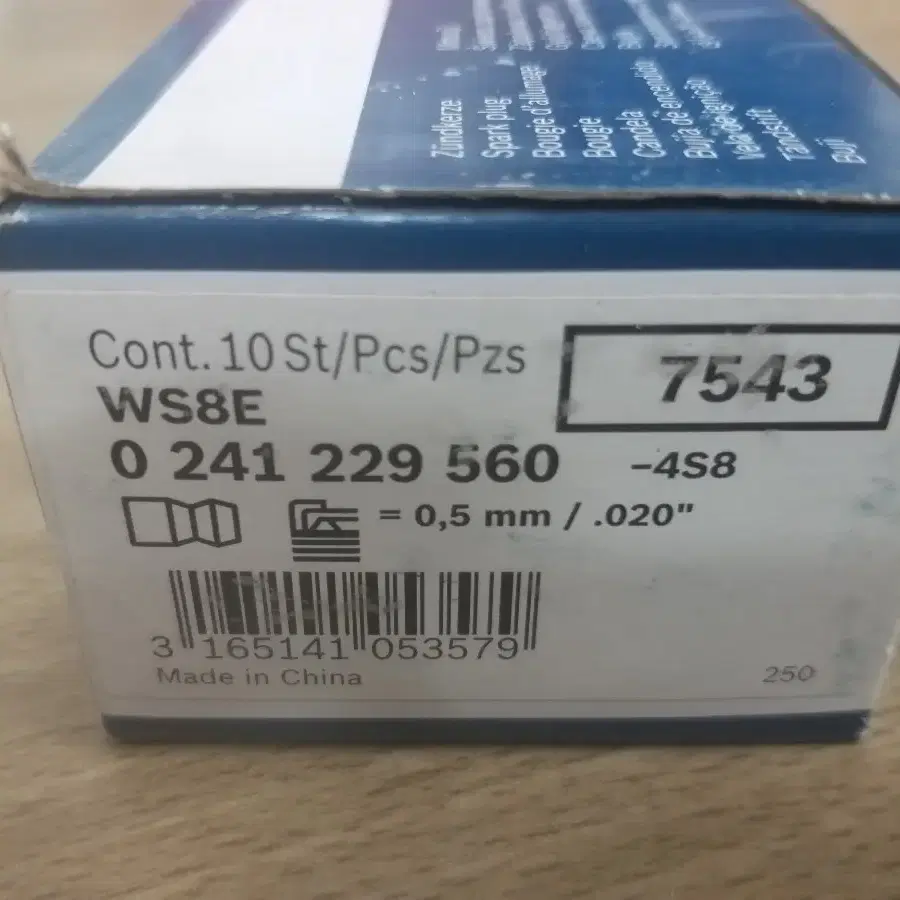 Zündkerze
Spark plug
Bougie d'allumage
Bougie
Candela
Bujía de encendido
Vela de ignição
Tändstift
Buji
Cont. 10 St/Pcs/Pzs
7543
WS8E
0 241 229 560 -4S8
= 0,5 mm / .020"
3 165141 053579
Made in China
250